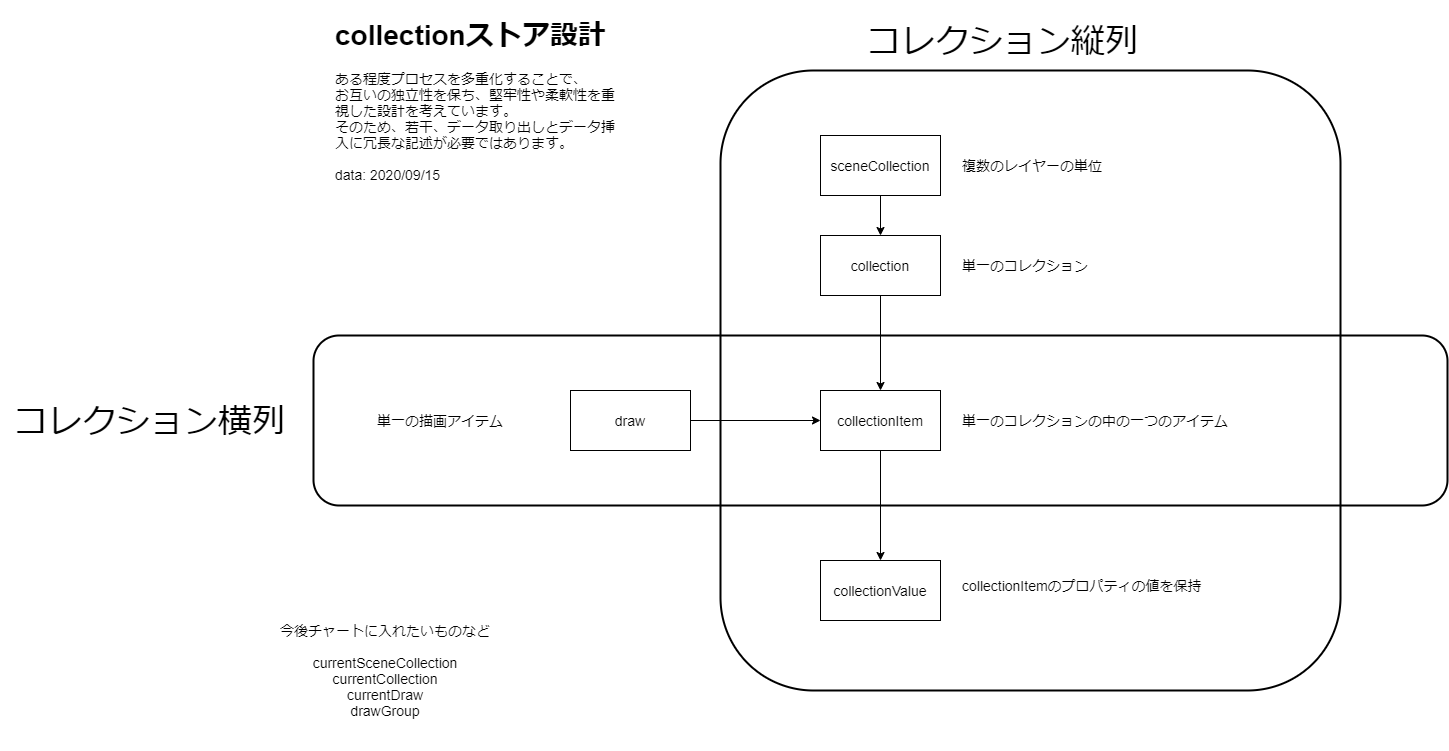 collectionストア設計
ある程度プロセスを多重化することで、
お互いの独立性を保ち、堅牢性や柔軟性を重
視した設計を考えています。
そのため、若干、データ取り出しとデータ挿
入に冗長な記述が必要ではあります。
data: 2020/09/15
コレクション縦列
sceneCollection
複数のレイヤーの単位
collection
単一のコレクション
コレクション横列
単一の描画アイテム
draw
collectionItem
単一のコレクションの中の一つのアイテム
collectionValue
collectionItemのプロパティの値を保持
今後チャートに入れたいものなど
currentSceneCollection
currentCollection
currentDraw
drawGroup